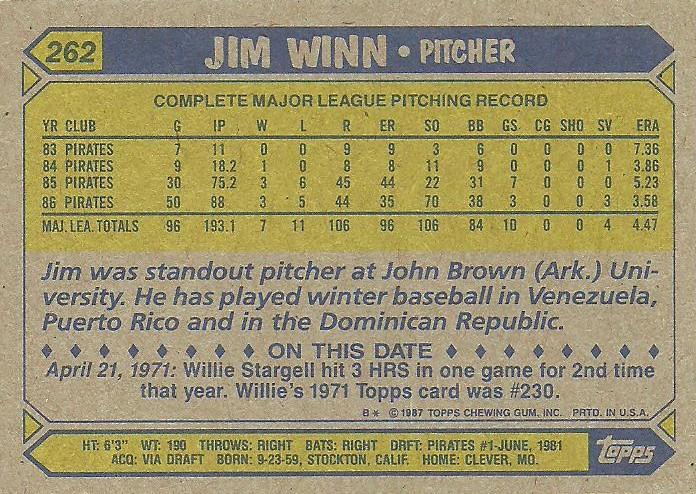 262 JIM WINN • PITCHER
COMPLETE MAJOR LEAGUE PITCHING RECORD
YR CLUB G IP W L R ER SO BB GS CG SHO SV ERA
83 PIRATES 7 11 0 0 9 9 3 6 0 0 0 0 7.36
84 PIRATES 9 18.2 1 0 8 8 11 9 0 0 0 1 3.86
85 PIRATES 30 75.2 3 6 45 44 22 31 7 0 0 0 5.23
86 PIRATES 50 88 3 5 44 35 70 38 3 0 0 3 3.58
MAJ. LEA. TOTALS 96 193.1 7 11 106 96 106 84 10 0 0 4 4.47
Jim was standout pitcher at John Brown (Ark.) Uni-
versity. He has played winter baseball in Venezuela,
Puerto Rico and in the Dominican Republic.
♦ ♦ ♦ ♦ ♦ ♦ ♦ ♦ ON THIS DATE ♦ ♦ ♦ ♦ ♦ ♦ ♦ ♦
April 21, 1971: Willie Stargell hit 3 HRS in one game for 2nd time
that year. Willie's 1971 Topps card was #230.
B* ©1987 TOPPS CHEWING GUM, INC. PRTD. IN U.S.A.
HT: 6'3" WT: 190 THROWS: RIGHT BATS: RIGHT DRFT: PIRATES #1-JUNE, 1981
ACQ: VIA DRAFT BORN: 9-23-59, STOCKTON, CALIF. HOME: CLEVER, MO.
topps